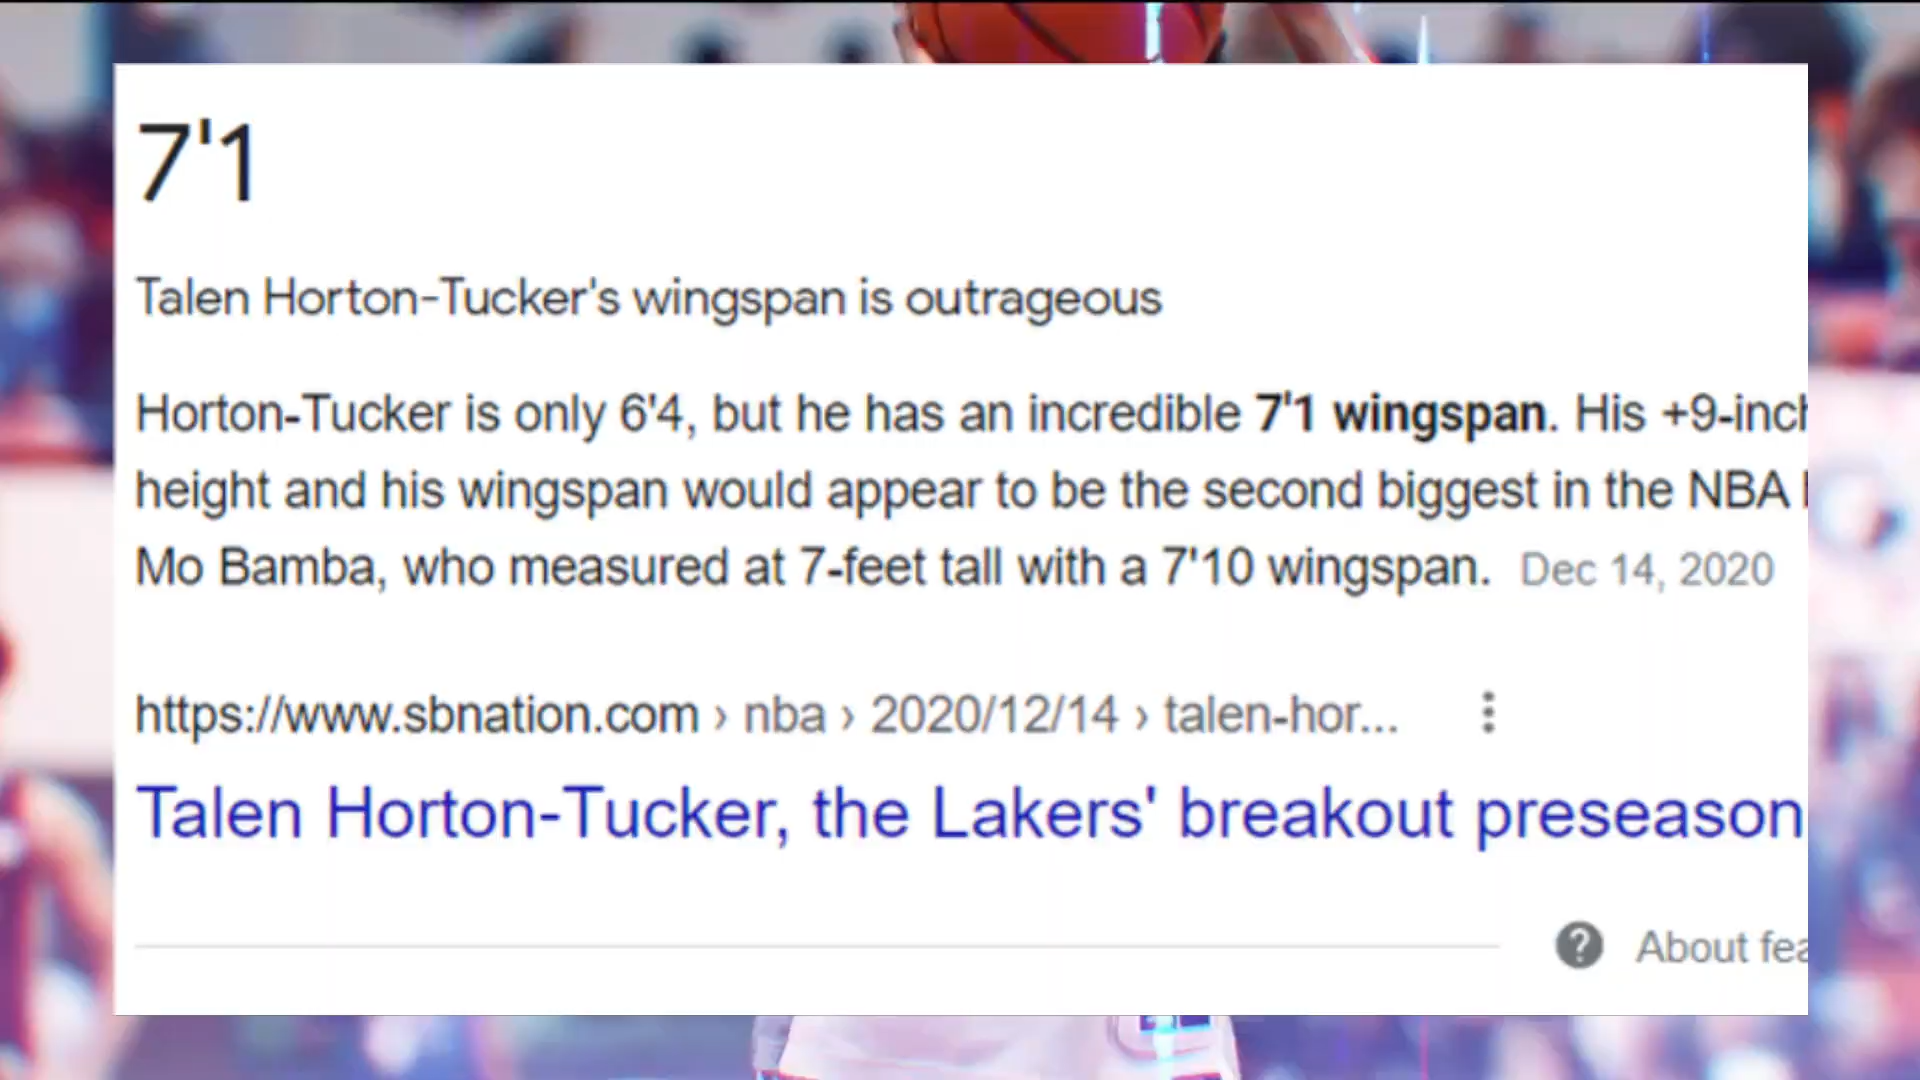 7'1
Talen Horton-Tucker's wingspan is outrageous
Horton-Tucker is only 6'4, but he has an incredible 7'1 wingspan. His +9-inch
height and his wingspan would appear to be the second biggest in the NBA
Mo Bamba, who measured at 7-feet tall with a 7'10 wingspan. Dec 14, 2020
https://www.sbnation.com › nba › 2020/12/14 › talen-hor...
Talen Horton-Tucker, the Lakers' breakout preseason
? About fea